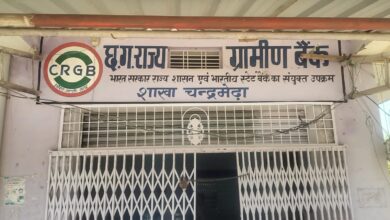 CRGB
छ.ग.राज्य ग्रामीण बैंक
भारत सरकार राज्य शासन एवं भारतीय स्टेट बैंक का संयुक्त उपक्रम
शाखा चन्द्रमेढ़ा